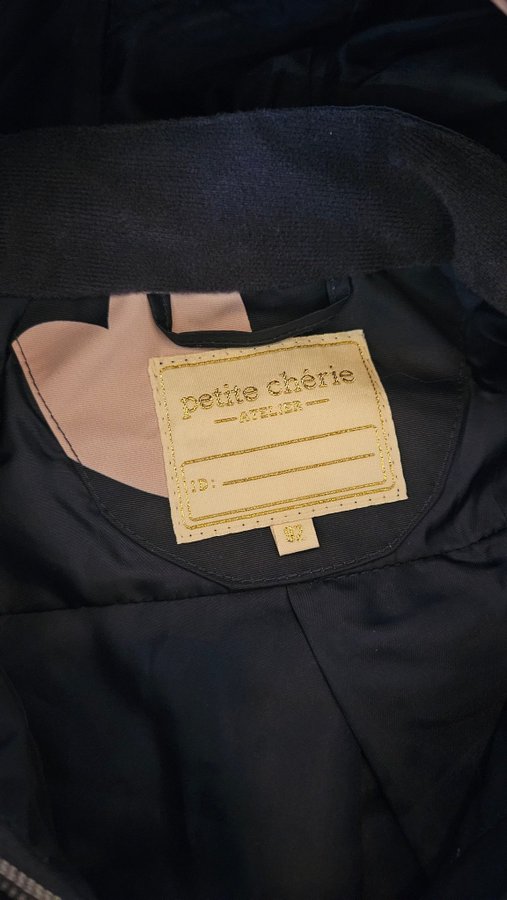 petite chérie
ATELIER
ID:
92